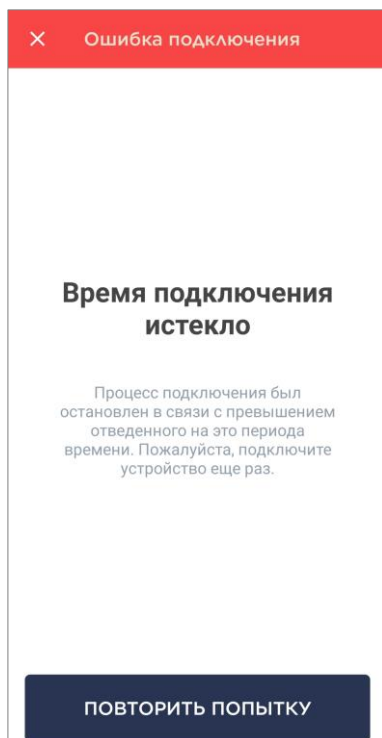 Ошибка подключения
Время подключения
истекло
Процесс подключения был
остановлен в связи с превышением
отведенного на это периода
времени. Пожалуйста, подключите
устройство еще раз.
ПОВТОРИТЬ ПОПЫТКУ